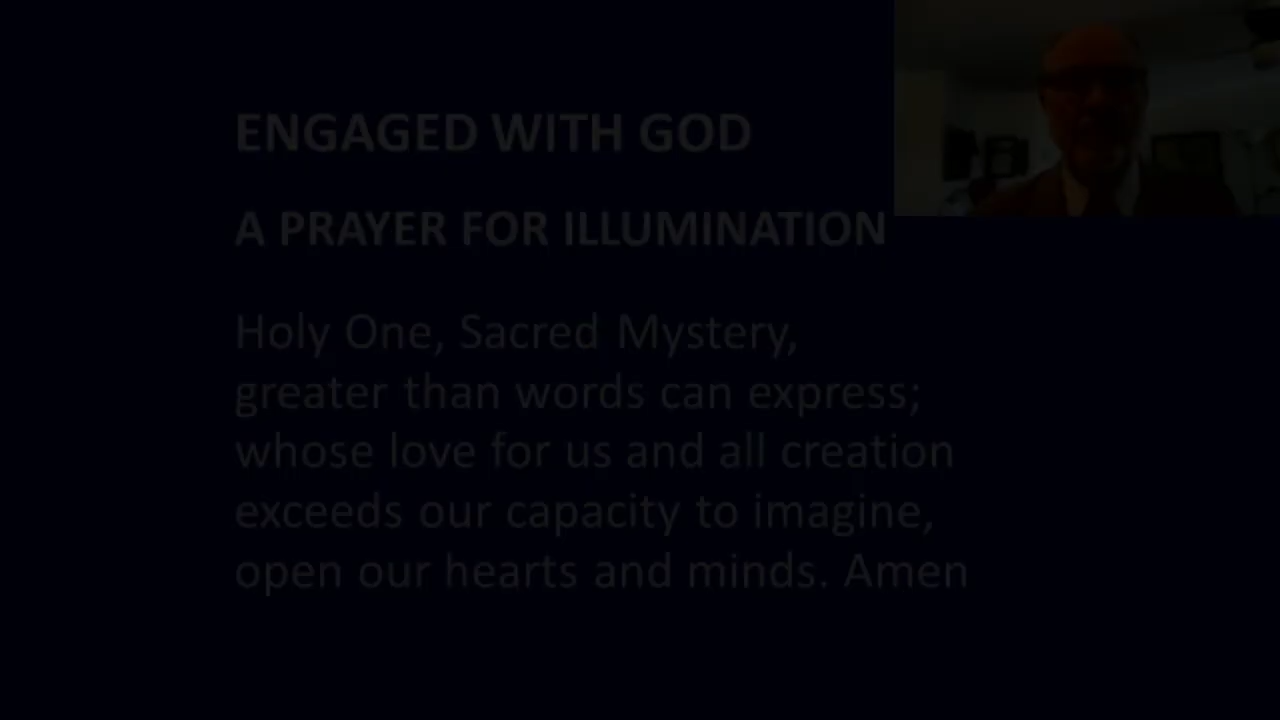 ENGAGED WITH GOD
A PRAYER FOR ILLUMINATION
Holy One, Sacred Mystery,
greater than words can express;
whose love for us and all creation
exceeds our capacity to imagine,
open our hearts and minds. Amen